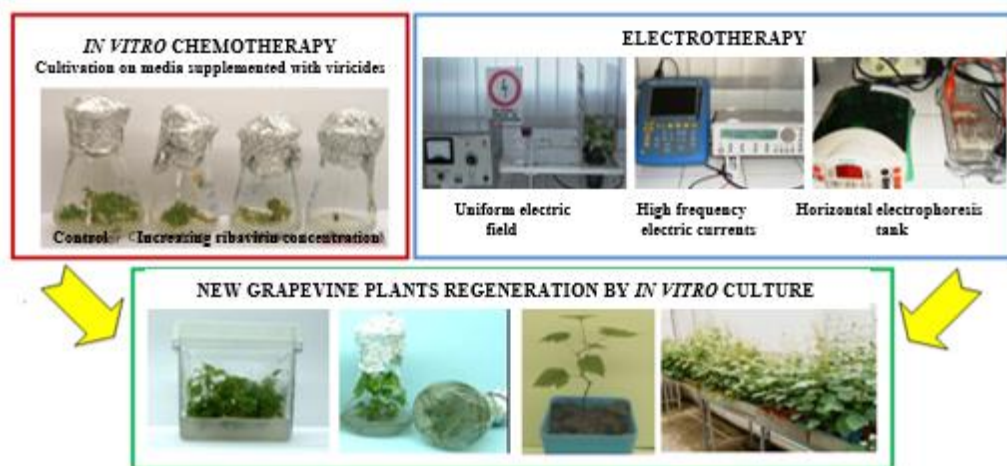 IN VITRO CHEMOTHERAPY
Cultivation on media supplemented with viricides
Control
Increasing ribavirin concentration
ELECTROTHERAPY
Uniform electric
field
High frequency
electric currents
Horizontal electrophoresis
tank
NEW GRAPEVINE PLANTS REGENERATION BY IN VITRO CULTURE